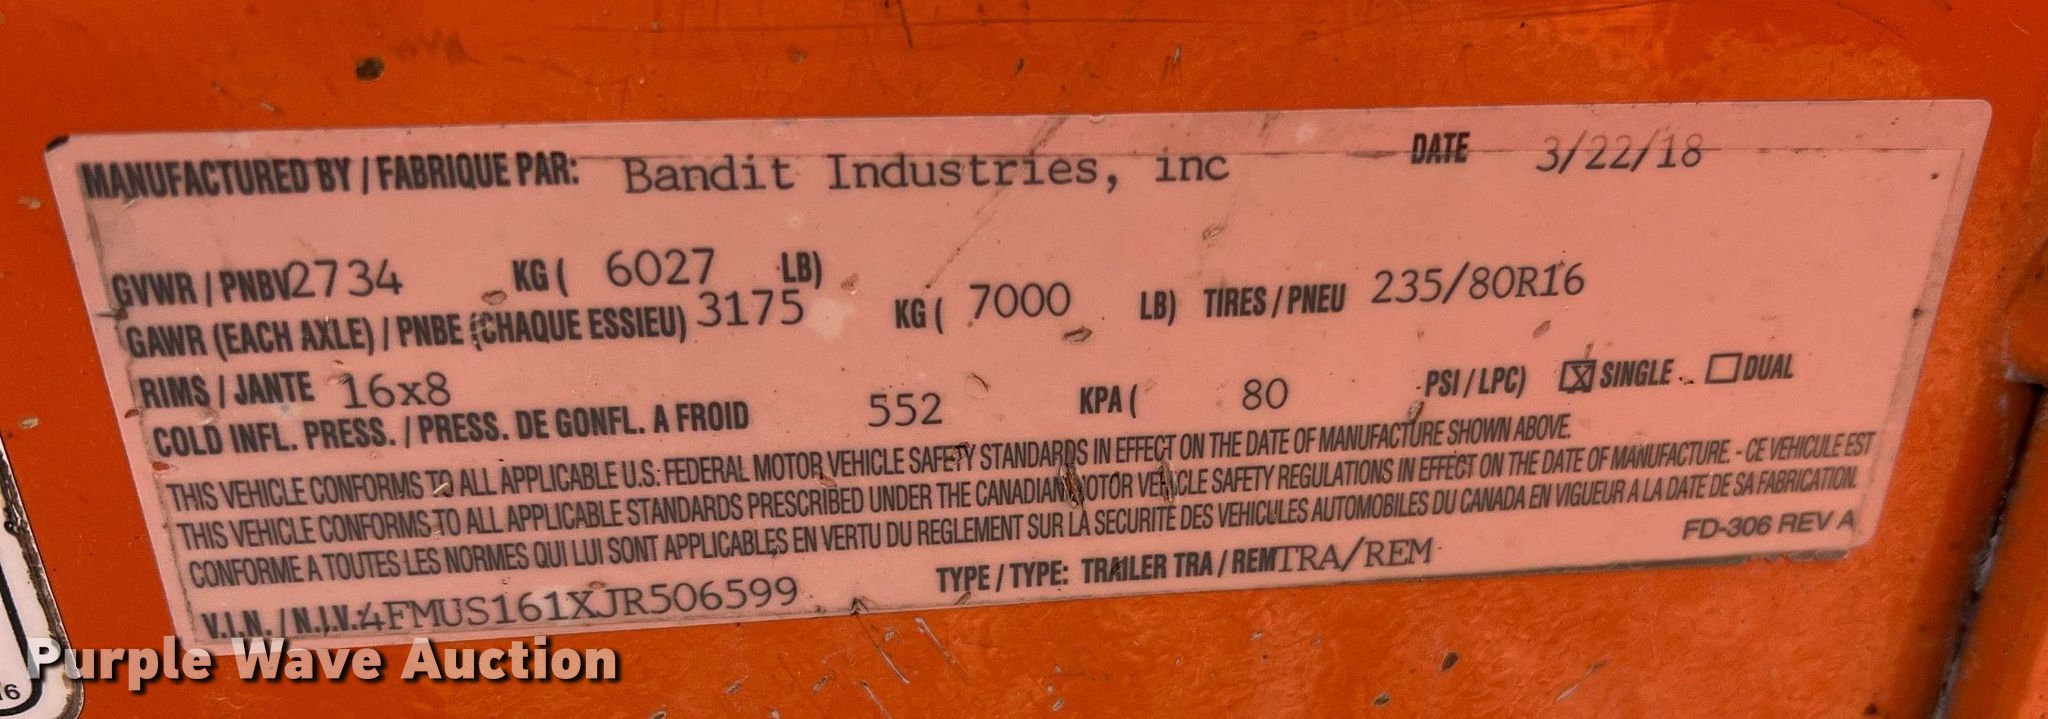 MANUFACTURED BY / FABRIQUE PAR: Bandit Industries, inc DATE 3/22/18
GVWR / PNBV 2734 KG ( 6027 LB)
GAWR (EACH AXLE) / PNBE (CHAQUE ESSIEU) 3175 KG ( 7000 LB) TIRES / PNEU 235/80R16
RIMS / JANTE 16x8
COLD INFL. PRESS. / PRESS. DE GONFL. A FROID 552 KPA ( 80 PSI / LPC) X SINGLE DUAL
THIS VEHICLE CONFORMS TO ALL APPLICABLE U.S. FEDERAL MOTOR VEHICLE SAFETY STANDARDS IN EFFECT ON THE DATE OF MANUFACTURE SHOWN ABOVE.
THIS VEHICLE CONFORMS TO ALL APPLICABLE STANDARDS PRESCRIBED UNDER THE CANADIAN MOTOR VEHICLE SAFETY REGULATIONS IN EFFECT ON THE DATE OF MANUFACTURE. - CE VEHICULE EST
CONFORME A TOUTES LES NORMES QUI LUI SONT APPLICABLES EN VERTU DU REGLEMENT SUR LA SECURITE DES VEHICULES AUTOMOBILES DU CANADA EN VIGUEUR A LA DATE DE SA FABRICATION.
V.I.N. / N.I.V.: 4FMUS161XJR506599 TYPE / TYPE: TRAILER TRA / REM TRA/REM FD-306 REV A
Purple Wave Auction
16